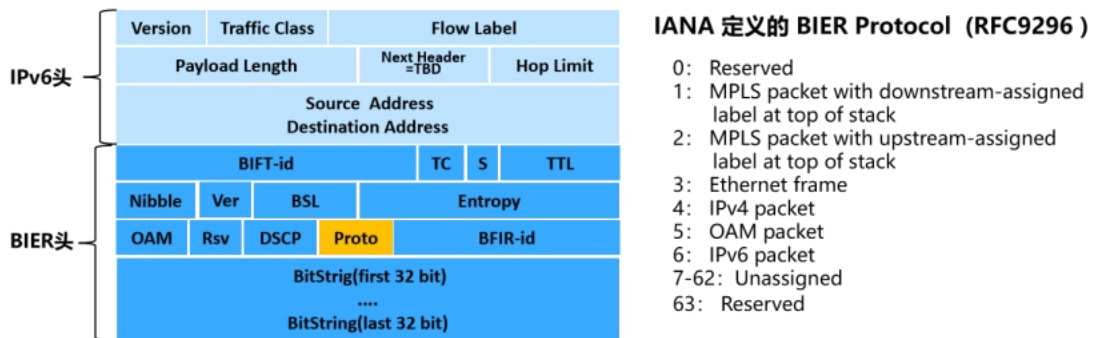 IPv6头
Version Traffic Class Flow Label
Payload Length Next Header =TBD Hop Limit
Source Address
Destination Address
BIER头
BIFT-id TC S TTL
Nibble Ver BSL Entropy
OAM Rsv DSCP Proto BFIR-id
BitStrig(first 32 bit)
....
BitString(last 32 bit)
IANA 定义的 BIER Protocol（RFC9296 ）
0: Reserved
1: MPLS packet with downstream-assigned
label at top of stack
2: MPLS packet with upstream-assigned
label at top of stack
3: Ethernet frame
4: IPv4 packet
5: OAM packet
6: IPv6 packet
7-62: Unassigned
63: Reserved